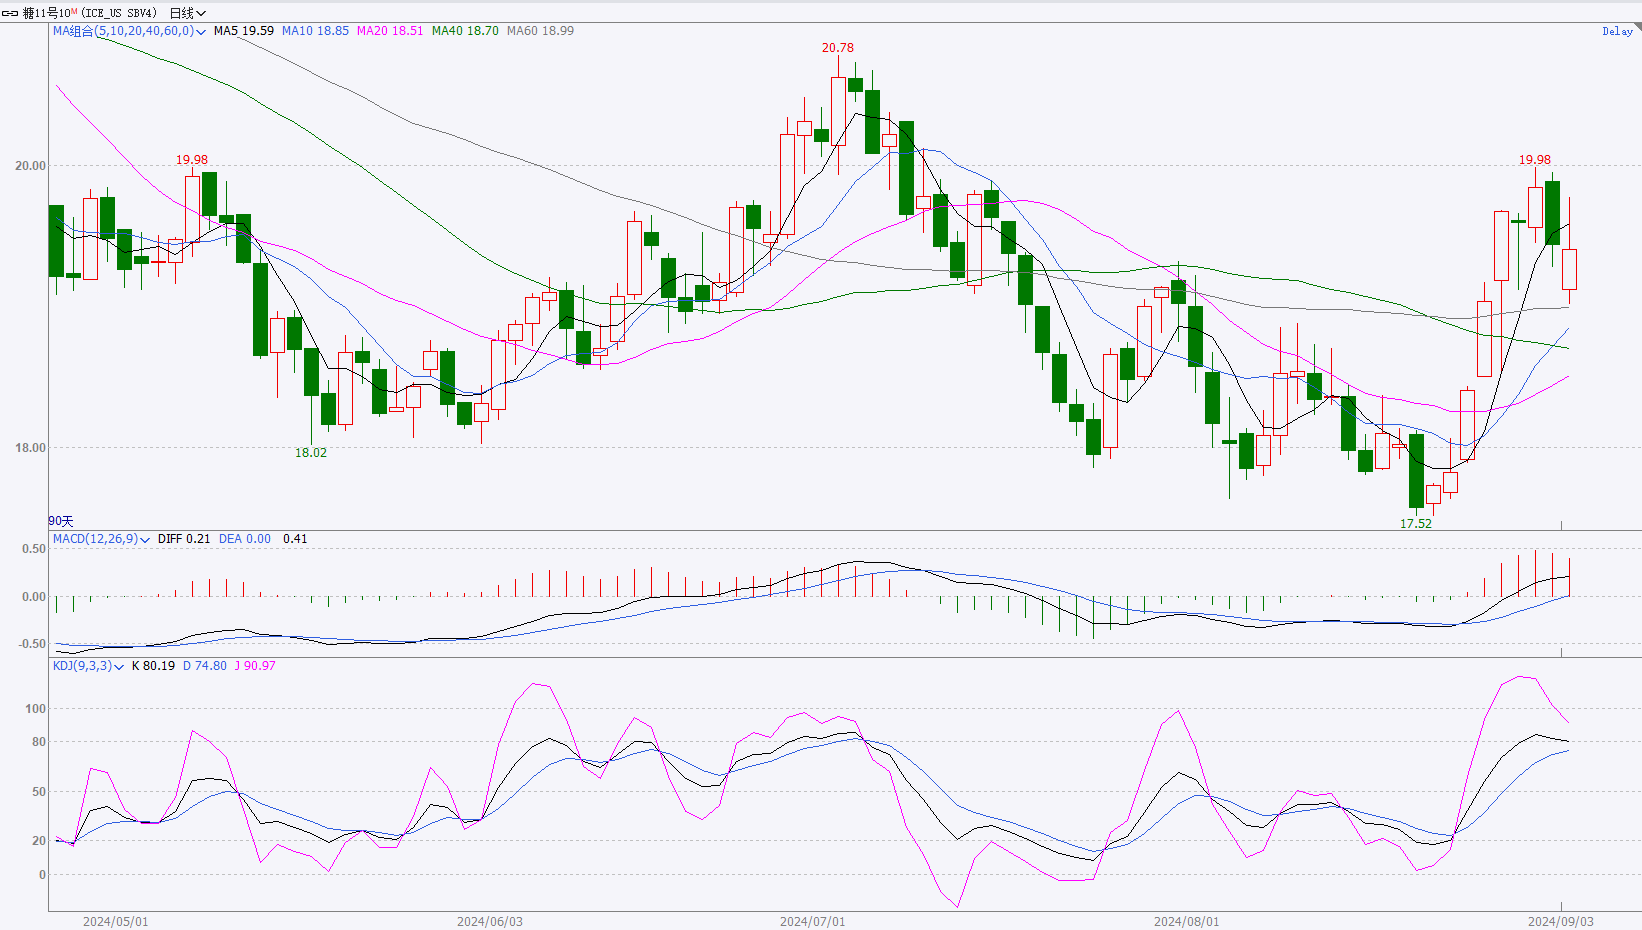 糖11号10M (ICE_US SBV4) 日线
MA组合(5,10,20,40,60,0) MA5 19.59 MA10 18.85 MA20 18.51 MA40 18.70 MA60 18.99
Delay
20.78
19.98
19.98
20.00
18.00
18.02
17.52
90天
MACD(12,26,9) DIFF 0.21 DEA 0.00 0.41
0.50
0.00
-0.50
KDJ(9,3,3) K 80.19 D 74.80 J 90.97
100
80
50
20
0
2024/05/01 2024/06/03 2024/07/01 2024/08/01 2024/09/03